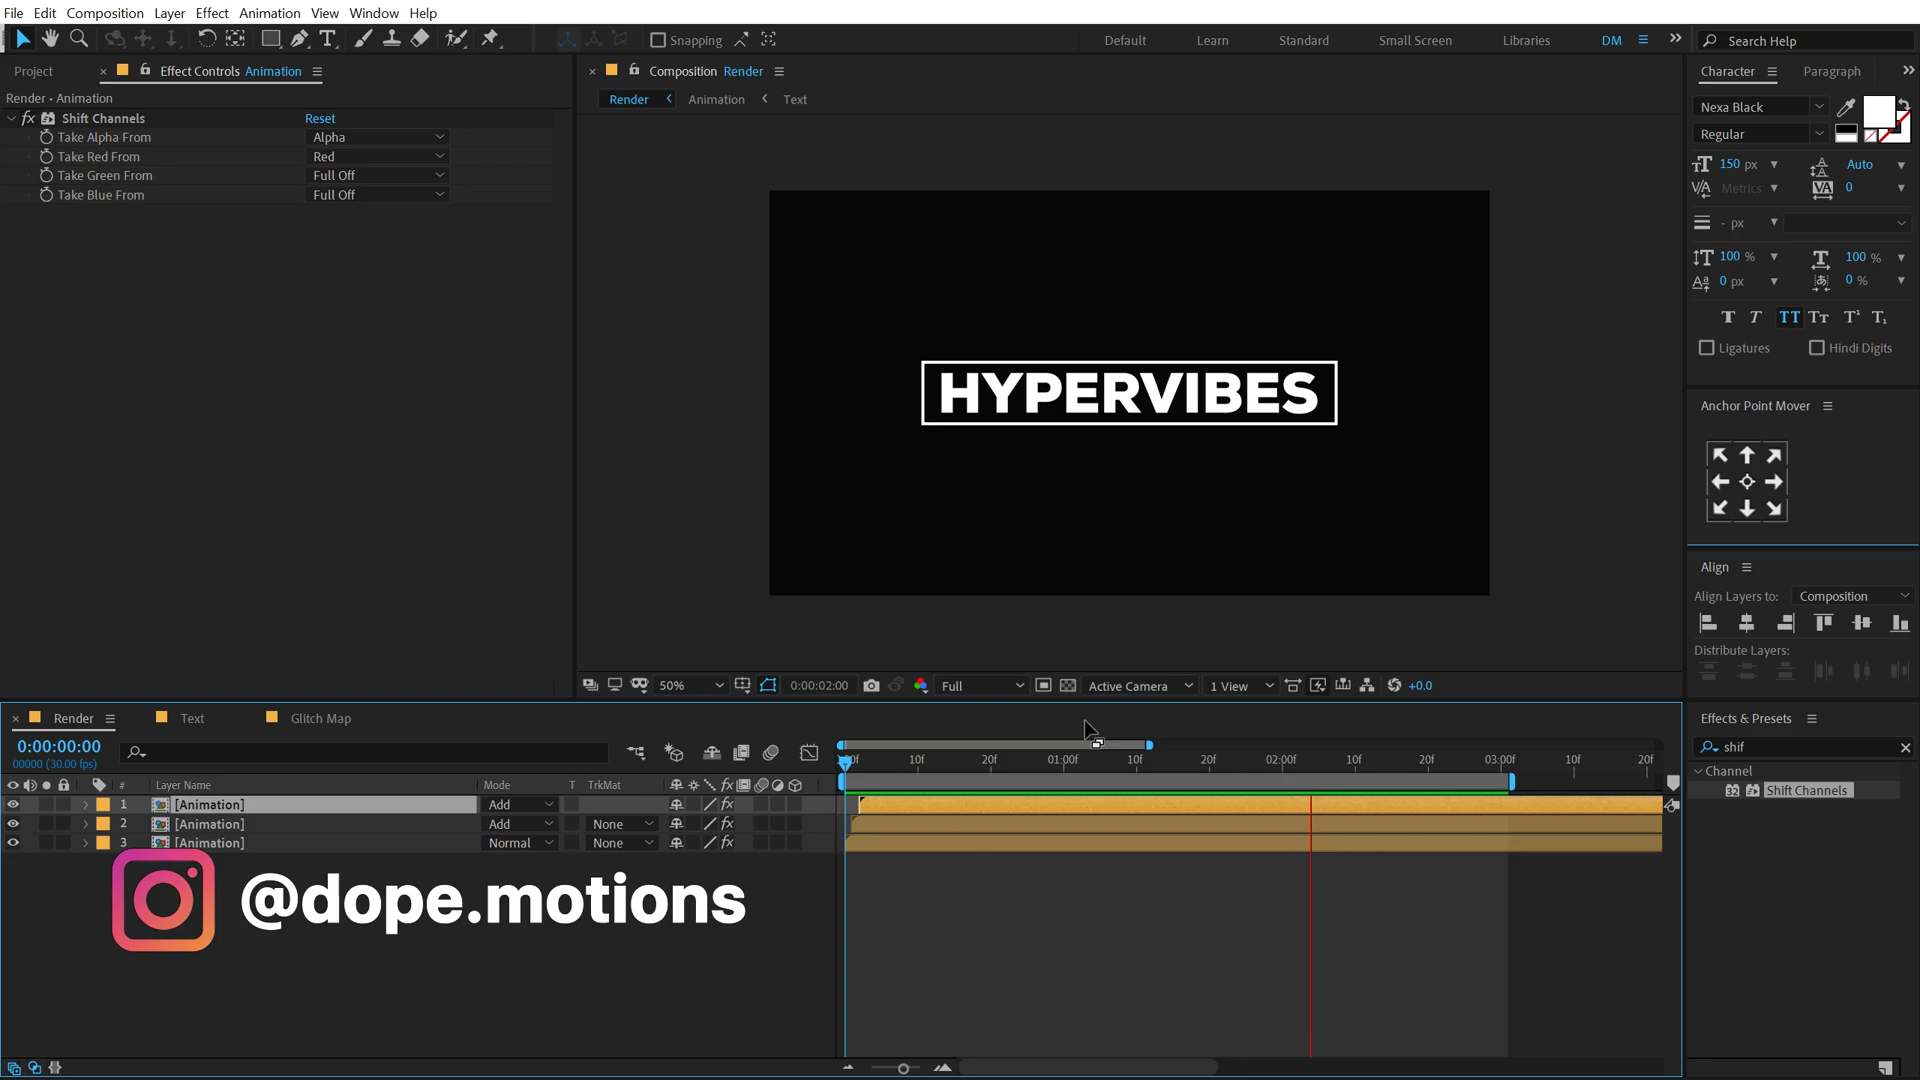 File Edit Composition Layer Effect Animation View Window Help
Snapping
Default Learn Standard Small Screen Libraries DM
Search Help
Project
Effect Controls Animation
Render • Animation
fx Shift Channels Reset
Take Alpha From Alpha
Take Red From Red
Take Green From Full Off
Take Blue From Full Off
Composition Render
Render Animation Text
HYPERVIBES
50% 0:00:02:00 Full Active Camera 1 View +0.0
Character Paragraph
Nexa Black
Regular
150 px Auto
Metrics 0
- px
100 % 100 %
0 px 0 %
Ligatures Hindi Digits
Anchor Point Mover
Align
Align Layers to: Composition
Distribute Layers:
Effects & Presets
shif
Channel
32 Shift Channels
Render Text Glitch Map
0:00:00:00
00000 (30.00 fps)
10f 20f 01:00f 10f 20f 02:00f 10f 20f 03:00f 10f 20f
# Layer Name Mode T TrkMat fx
1 [Animation] Add fx
2 [Animation] Add None fx
3 [Animation] Normal None fx
@dope.motions